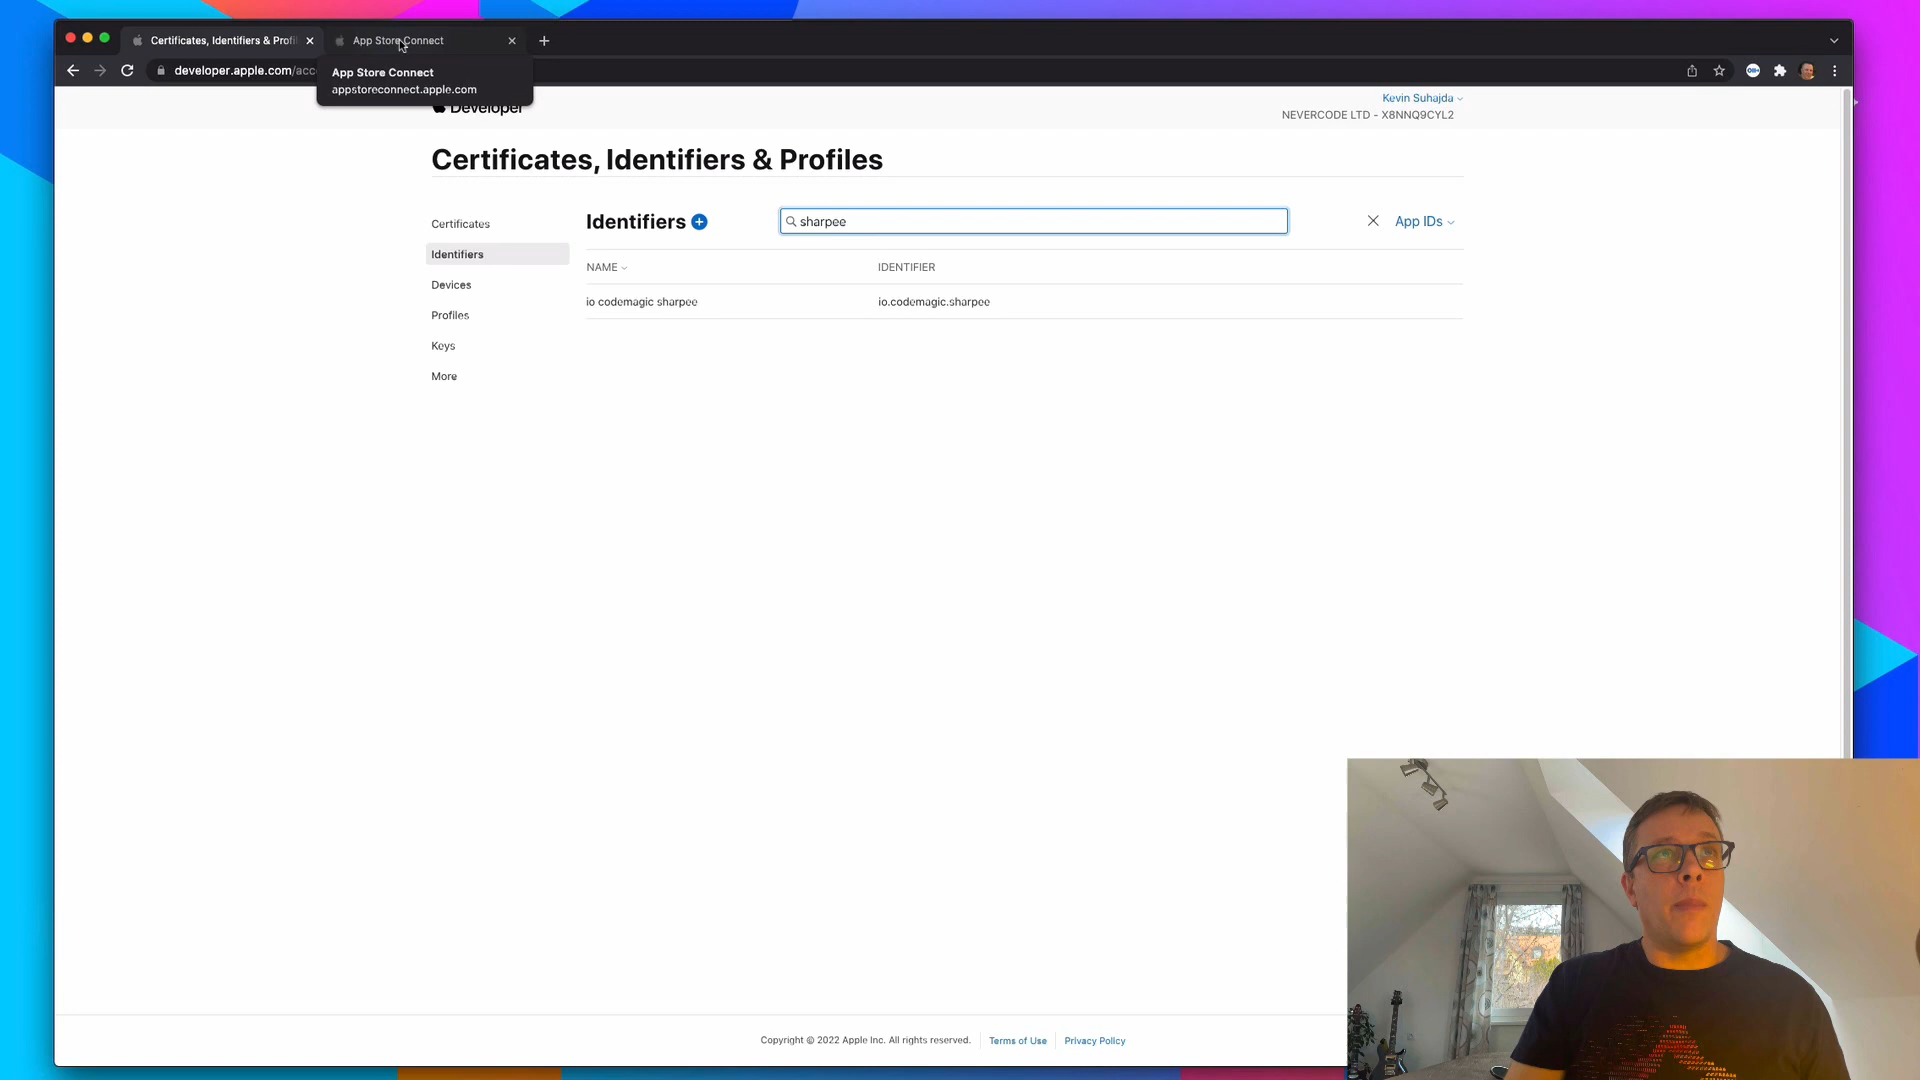 Certificates, Identifiers & Profi
App Store Connect
developer.apple.com/acc
App Store Connect
appstoreconnect.apple.com
Developer
Kevin Suhajda
NEVERCODE LTD - X8NNQ9CYL2
Certificates, Identifiers & Profiles
Certificates
Identifiers
Devices
Profiles
Keys
More
Identifiers
sharpee
App IDs
NAME
IDENTIFIER
io codemagic sharpee
io.codemagic.sharpee
Copyright © 2022 Apple Inc. All rights reserved.
Terms of Use
Privacy Policy